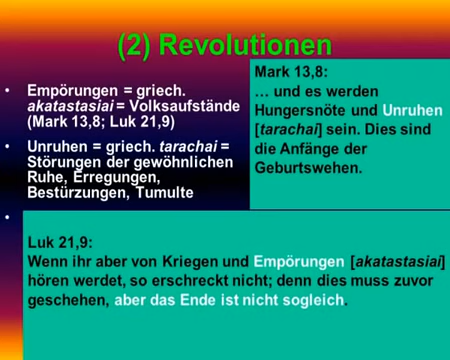 (2) Revolutionen
• Empörungen = griech.
akatastasiai = Volksaufstände
(Mark 13,8; Luk 21,9)
• Unruhen = griech. tarachai =
Störungen der gewöhnlichen
Ruhe, Erregungen,
Bestürzungen, Tumulte
•
Mark 13,8:
… und es werden
Hungersnöte und Unruhen
[tarachai] sein. Dies sind
die Anfänge der
Geburtswehen.
Luk 21,9:
Wenn ihr aber von Kriegen und Empörungen [akatastasiai]
hören werdet, so erschreckt nicht; denn dies muss zuvor
geschehen, aber das Ende ist nicht sogleich.